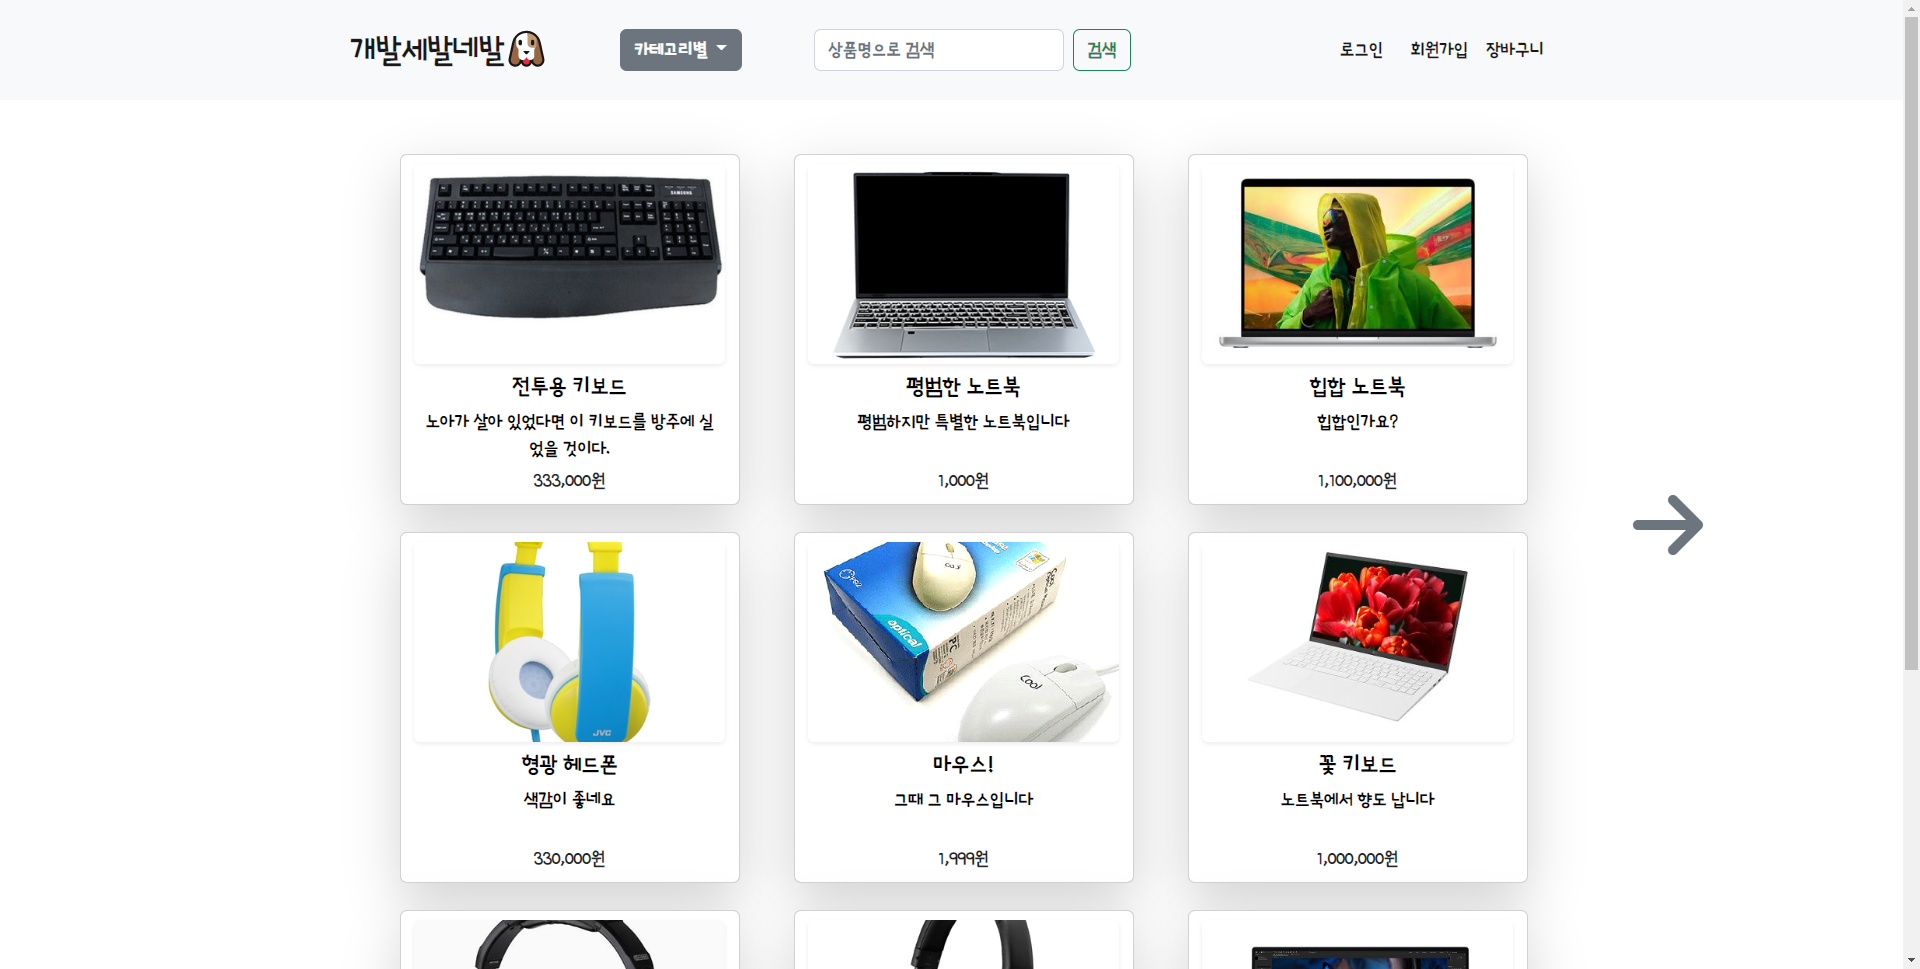 개발세발네발
카테고리별
상품명으로 검색
검색
로그인
회원가입
장바구니
SAMSUNG
전투용 키보드
노아가 살아 있었다면 이 키보드를 방주에 실
었을 것이다.
333,000원
평범한 노트북
평범하지만 특별한 노트북입니다
1,000원
힙합 노트북
힙합인가요?
1,100,000원
JVC
형광 헤드폰
색감이 좋네요
330,000원
Cool
optical
PC
Cool
마우스!
그때 그 마우스입니다
1,999원
꽃 키보드
노트북에서 향도 납니다
1,000,000원